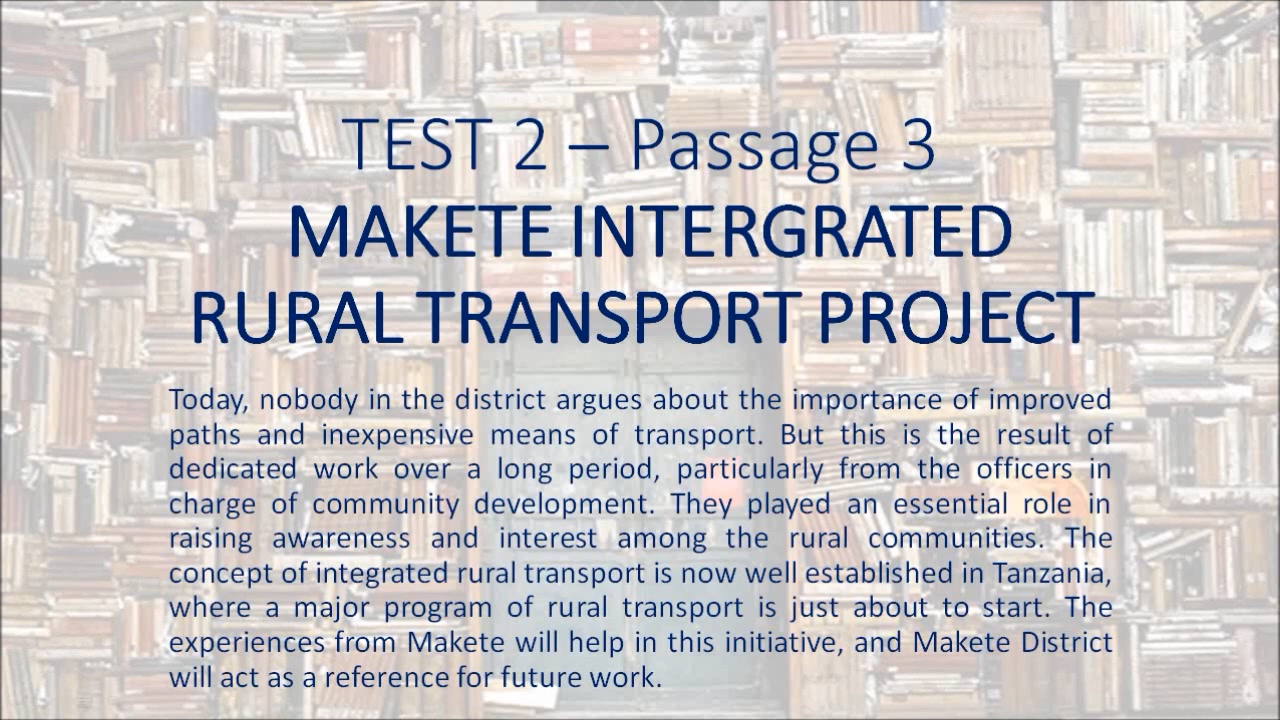 TEST 2 – Passage 3
MAKETE INTERGRATED
RURAL TRANSPORT PROJECT
Today, nobody in the district argues about the importance of improved
paths and inexpensive means of transport. But this is the result of
dedicated work over a long period, particularly from the officers in
charge of community development. They played an essential role in
raising awareness and interest among the rural communities. The
concept of integrated rural transport is now well established in Tanzania,
where a major program of rural transport is just about to start. The
experiences from Makete will help in this initiative, and Makete District
will act as a reference for future work.